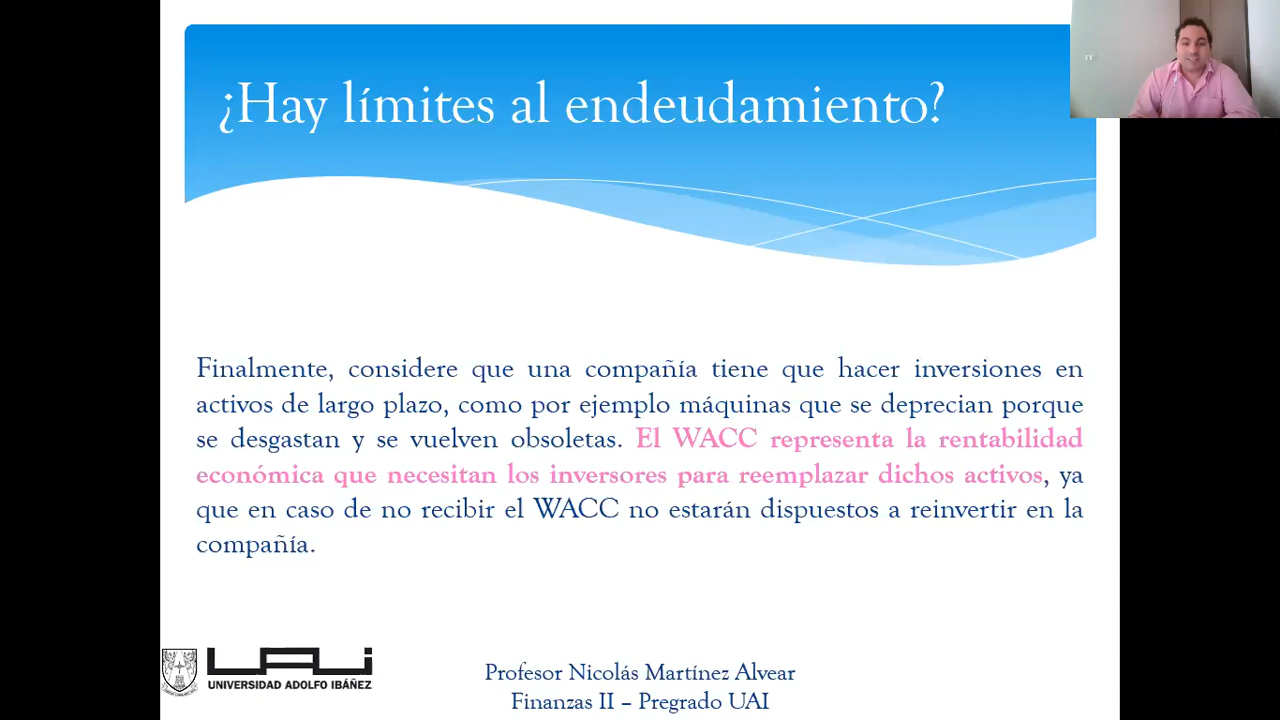 ¿Hay límites al endeudamiento?
Finalmente, considere que una compañía tiene que hacer inversiones en
activos de largo plazo, como por ejemplo máquinas que se deprecian porque
se desgastan y se vuelven obsoletas. El WACC representa la rentabilidad
económica que necesitan los inversores para reemplazar dichos activos, ya
que en caso de no recibir el WACC no estarán dispuestos a reinvertir en la
compañía.
UAI
UNIVERSIDAD ADOLFO IBÁÑEZ
Profesor Nicolás Martínez Alvear
Finanzas II – Pregrado UAI